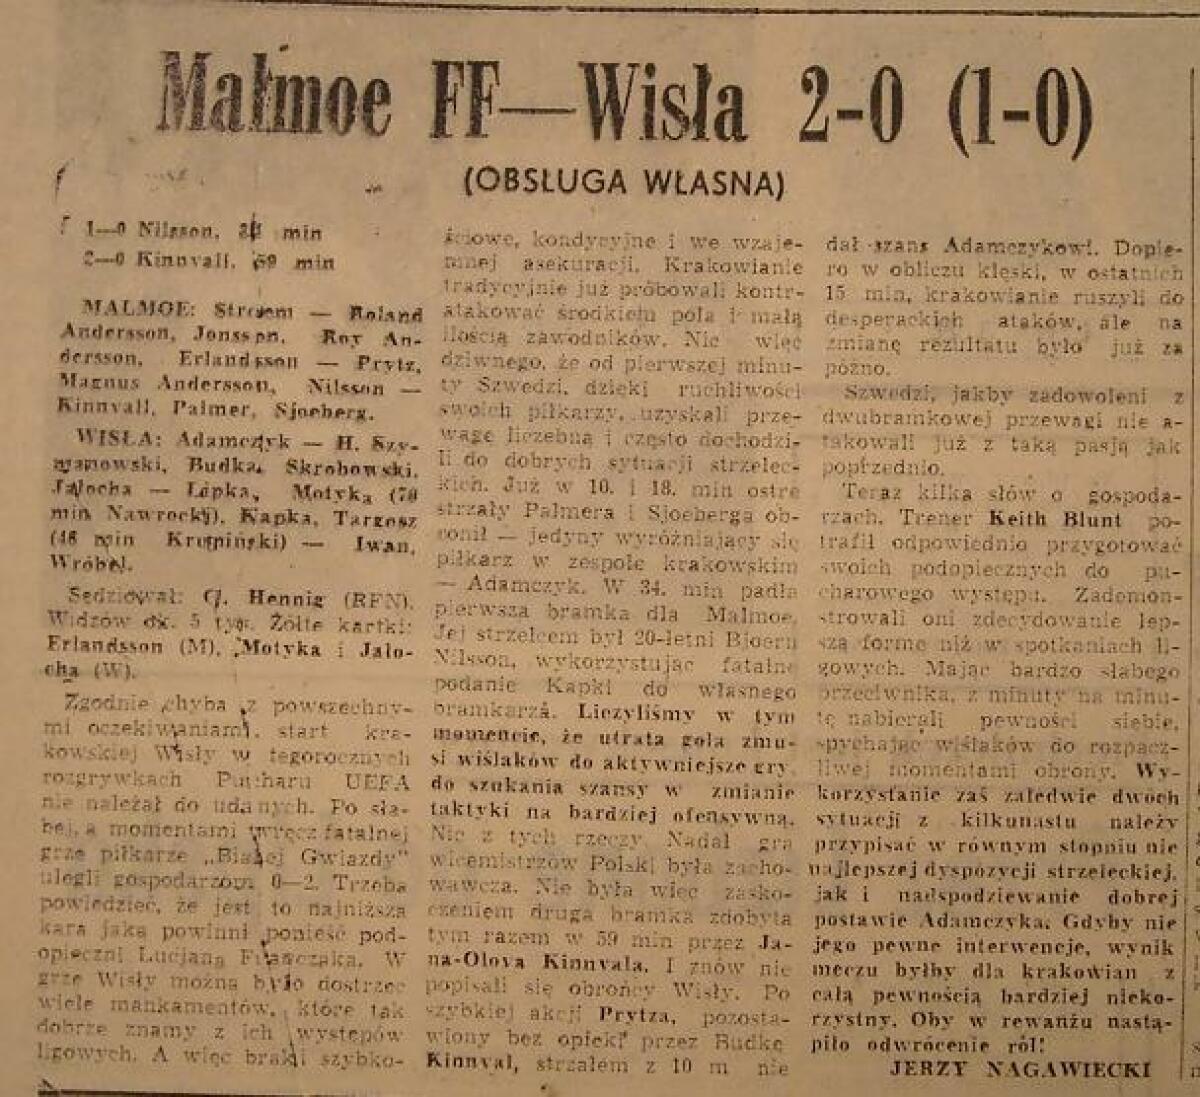 Małmoe FF—Wisła 2-0 (1-0)
(OBSŁUGA WŁASNA)
1—0 Nilsson, min
2—0 Kinnvall, 59 min
MALMOE: Stroem — Roland
Andersson, Jonsson, Roy An-
dersson, Erlandsson — Prytz,
Magnus Andersson, Nilsson —
Kinnvall, Palmer, Sjoeberg.
WISŁA: Adamczyk — H. Szy-
manowski, Budka, Skrobowski,
Jałocha — Lipka, Motyka (70
min Nawrocki), Kapka, Targosz
(46 min Krupiński) — Iwan,
Wróbel.
Sędziował: G. Hennig (RFN).
Widzów ok. 5 tys. Żółte kartki:
Erlandsson (M), Motyka i Jało-
cha (W).
Zgodnie chyba z powszechny-
mi oczekiwaniami start kra-
kowskiej Wisły w tegorocznych
rozgrywkach Pucharu UEFA
nie należał do udanych. Po sła-
bej, a momentami wręcz fatalnej
grze piłkarze „Białej Gwiazdy”
ulegli gospodarzom 0—2. Trzeba
powiedzieć, że jest to najniższa
kara jaką powinni ponieść pod-
opieczni Lucjana Franczaka. W
grze Wisły można było dostrzec
wiele mankamentów, które tak
dobrze znamy z ich występów
ligowych. A więc braki szybko-
ściowe, kondycyjne i we wzaje-
mnej asekuracji. Krakowianie
tradycyjnie już próbowali kontr-
atakować środkiem pola i małą
ilością zawodników. Nic więc
dziwnego, że od pierwszej minu-
ty Szwedzi, dzięki ruchliwości
swoich piłkarzy, uzyskali prze-
wagę liczebną i często dochodzi-
li do dobrych sytuacji strzelec-
kich. Już w 10. i 18. min ostre
strzały Palmera i Sjoeberga ob-
ronił — jedyny wyróżniający się
piłkarz w zespole krakowskim
— Adamczyk. W 34. min padła
pierwsza bramka dla Malmoe.
Jej strzelcem był 20-letni Bjoern
Nilsson, wykorzystując fatalne
podanie Kapki do własnego
bramkarza. Liczyliśmy w tym
momencie, że utrata gola zmu-
si wiślaków do aktywniejsze gry,
do szukania szansy w zmianie
taktyki na bardziej ofensywną.
Nic z tych rzeczy. Nadal gra
wicemistrzów Polski była zacho-
wawcza. Nie była więc zasko-
czeniem druga bramka zdobyta
tym razem w 59 min przez Ja-
na-Olova Kinnvala. I znów nie
popisali się obrońcy Wisły. Po
szybkiej akcji Prytza, pozosta-
wiony bez opieki przez Budkę
Kinnval, strzałem z 10 m nie
dał szans Adamczykowi. Dopie-
ro w obliczu klęski, w ostatnich
15 min, krakowianie ruszyli do
desperackich ataków, ale na
zmianę rezultatu było już za
późno.
Szwedzi, jakby zadowoleni z
dwubramkowej przewagi nie a-
takowali już z taką pasją jak
poprzednio.
Teraz kilka słów o gospoda-
rzach. Trener Keith Blunt po-
trafił odpowiednio przygotować
swoich podopiecznych do pu-
charowego występu. Zademon-
strowali oni zdecydowanie lep-
szą formę niż w spotkaniach li-
gowych. Mając bardzo słabego
przeciwnika, z minuty na minu-
tę nabierali pewności siebie,
spychając wiślaków do rozpacz-
liwej momentami obrony. Wy-
korzystanie zaś zaledwie dwóch
sytuacji z kilkunastu należy
przypisać w równym stopniu nie
najlepszej dyspozycji strzeleckiej,
jak i nadspodziewanie dobrej
postawie Adamczyka. Gdyby nie
jego pewne interwencje, wynik
meczu byłby dla krakowian z
całą pewnością bardziej nieko-
rzystny. Oby w rewanżu nastą-
piło odwrócenie ról!
JERZY NAGAWIECKI